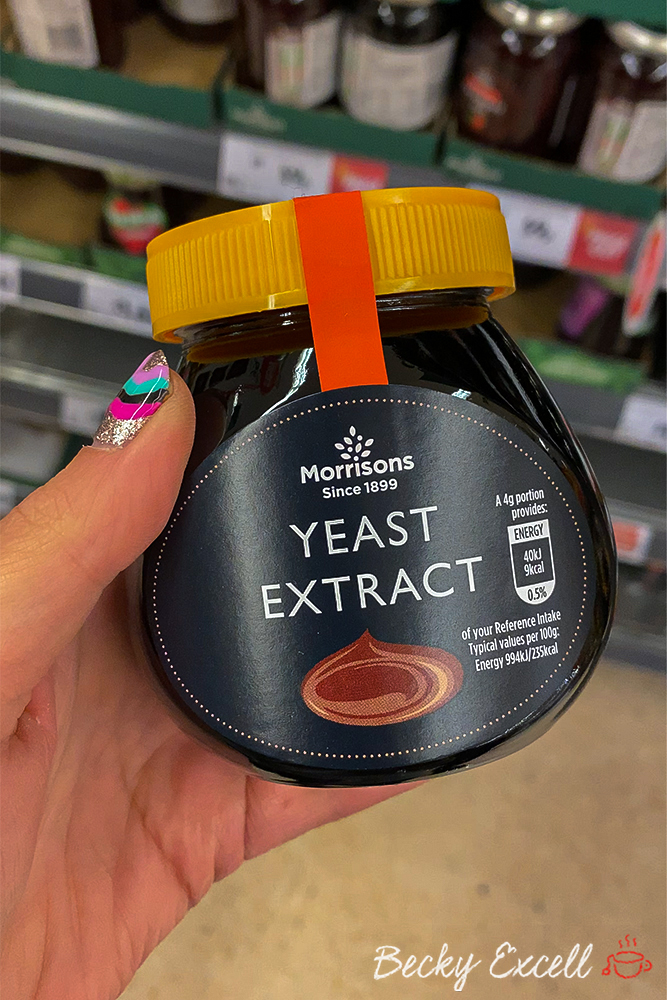 Morrisons
Since 1899
YEAST
EXTRACT
A 4g portion
provides:
ENERGY
40kJ
9kcal
0.5%
of your Reference Intake
Typical values per 100g:
Energy 994kJ/235kcal
Becky Excell